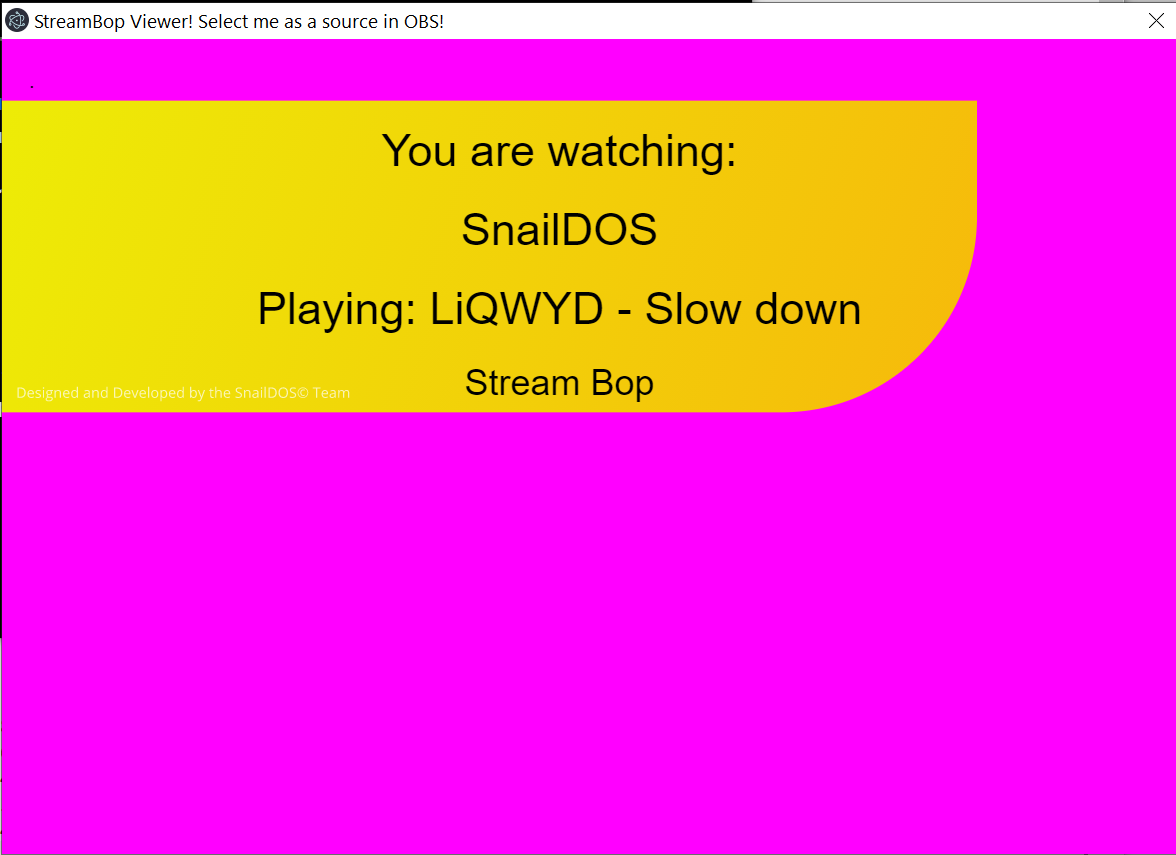 StreamBop Viewer! Select me as a source in OBS!
.
You are watching:
SnailDOS
Playing: LiQWYD - Slow down
Stream Bop
Designed and Developed by the SnailDOS© Team